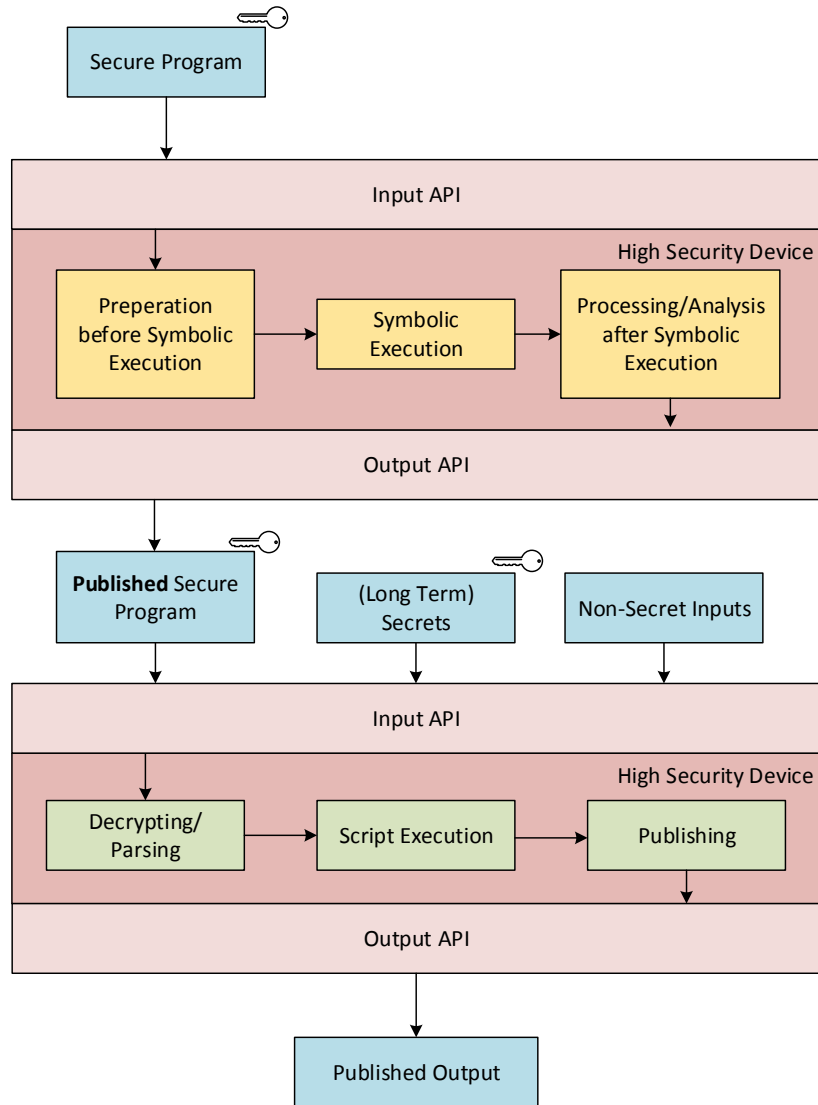 Secure Program
Input API
High Security Device
Preperation
before Symbolic
Execution
Symbolic
Execution
Processing/Analysis
after Symbolic
Execution
Output API
Published Secure
Program
(Long Term)
Secrets
Non-Secret Inputs
Input API
High Security Device
Decrypting/
Parsing
Script Execution
Publishing
Output API
Published Output